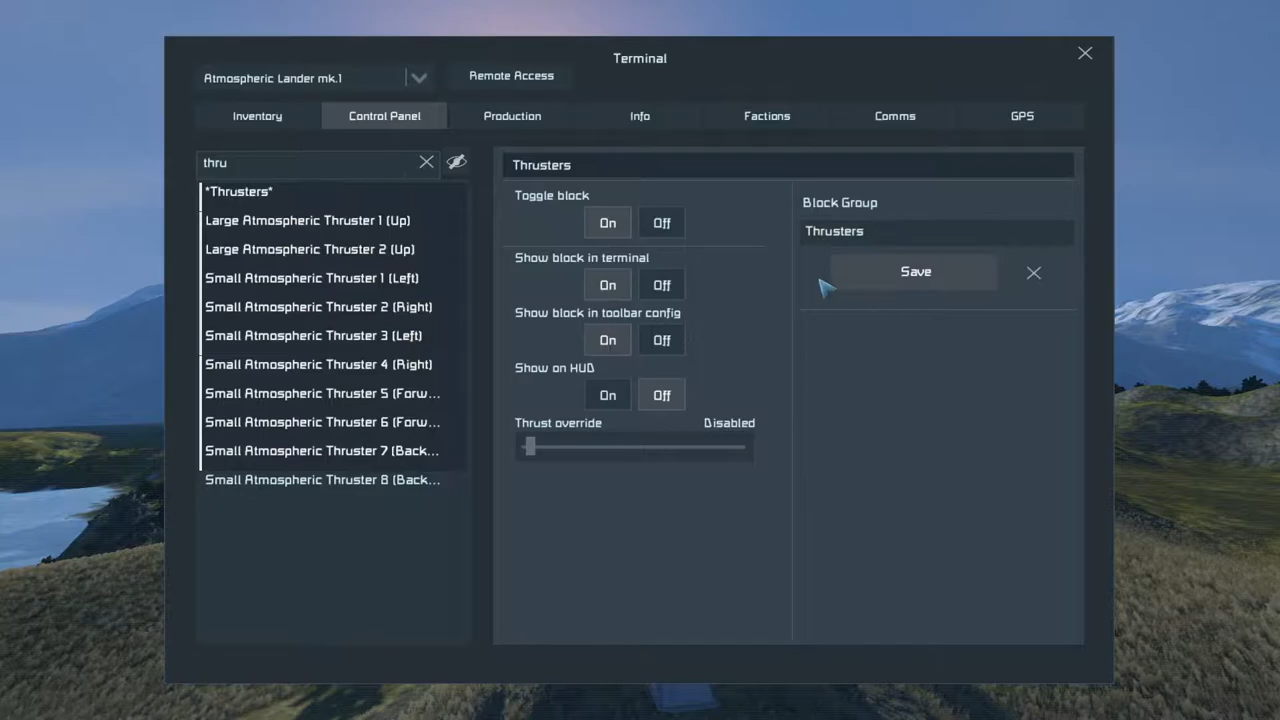 Terminal
Atmospheric Lander mk.1
Remote Access
Inventory
Control Panel
Production
Info
Factions
Comms
GPS
thru
*Thrusters*
Large Atmospheric Thruster 1 (Up)
Large Atmospheric Thruster 2 (Up)
Small Atmospheric Thruster 1 (Left)
Small Atmospheric Thruster 2 (Right)
Small Atmospheric Thruster 3 (Left)
Small Atmospheric Thruster 4 (Right)
Small Atmospheric Thruster 5 (Forw...
Small Atmospheric Thruster 6 (Forw...
Small Atmospheric Thruster 7 (Back...
Small Atmospheric Thruster 8 (Back...
Thrusters
Toggle block
On Off
Show block in terminal
On Off
Show block in toolbar config
On Off
Show on HUD
On Off
Thrust override Disabled
Block Group
Thrusters
Save